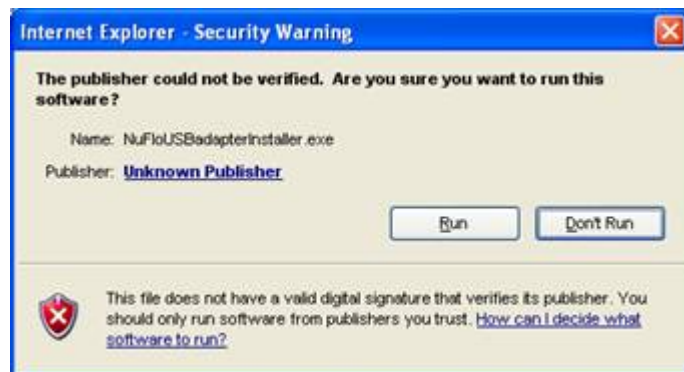 Internet Explorer - Security Warning
The publisher could not be verified. Are you sure you want to run this
software?
Name: NuFloUSBadapterInstaller.exe
Publisher: Unknown Publisher
Run Don't Run
This file does not have a valid digital signature that verifies its publisher. You
should only run software from publishers you trust. How can I decide what
software to run?